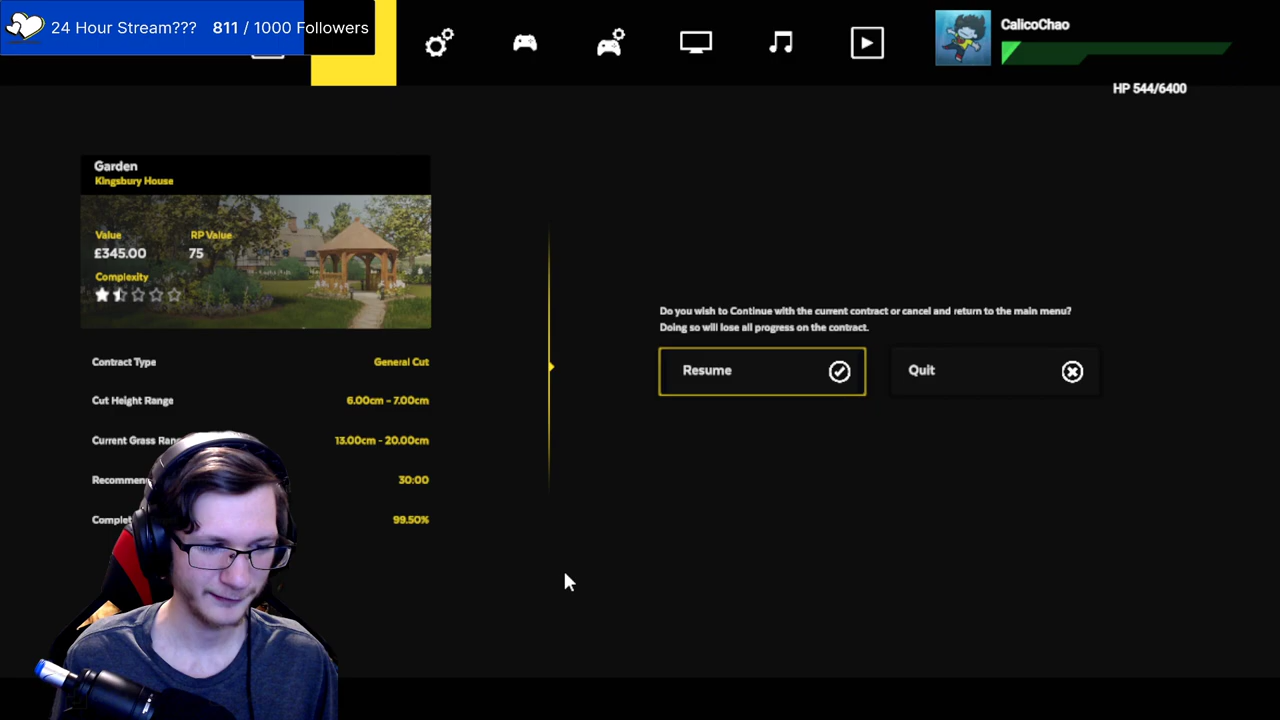 24 Hour Stream??? 811 / 1000 Followers
CalicoChao
HP 544/6400
Garden
Kingsbury House
Value RP Value
£345.00 75
Complexity
Contract Type General Cut
Cut Height Range 6.00cm - 7.00cm
Current Grass 13.00cm - 20.00cm
30:00
99.50%
Do you wish to Continue with the current contract or cancel and return to the main menu?
Doing so will lose all progress on the contract.
Resume Quit